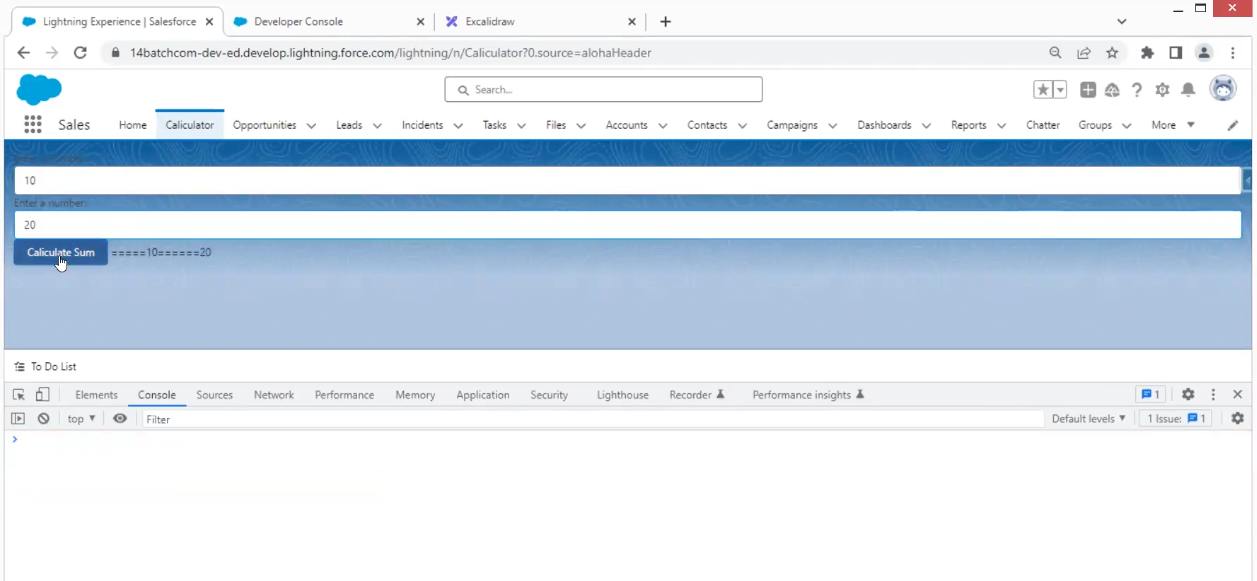 Lightning Experience | Salesforce
Developer Console
Excalidraw
14batchcom-dev-ed.develop.lightning.force.com/lightning/n/Caliculator?0.source=alohaHeader
Search...
Sales Home Caliculator Opportunities Leads Incidents Tasks Files Accounts Contacts Campaigns Dashboards Reports Chatter Groups More
10
Enter a number:
20
Caliculate Sum =====10======20
To Do List
Elements Console Sources Network Performance Memory Application Security Lighthouse Recorder Performance insights 1
top Filter Default levels 1 Issue: 1